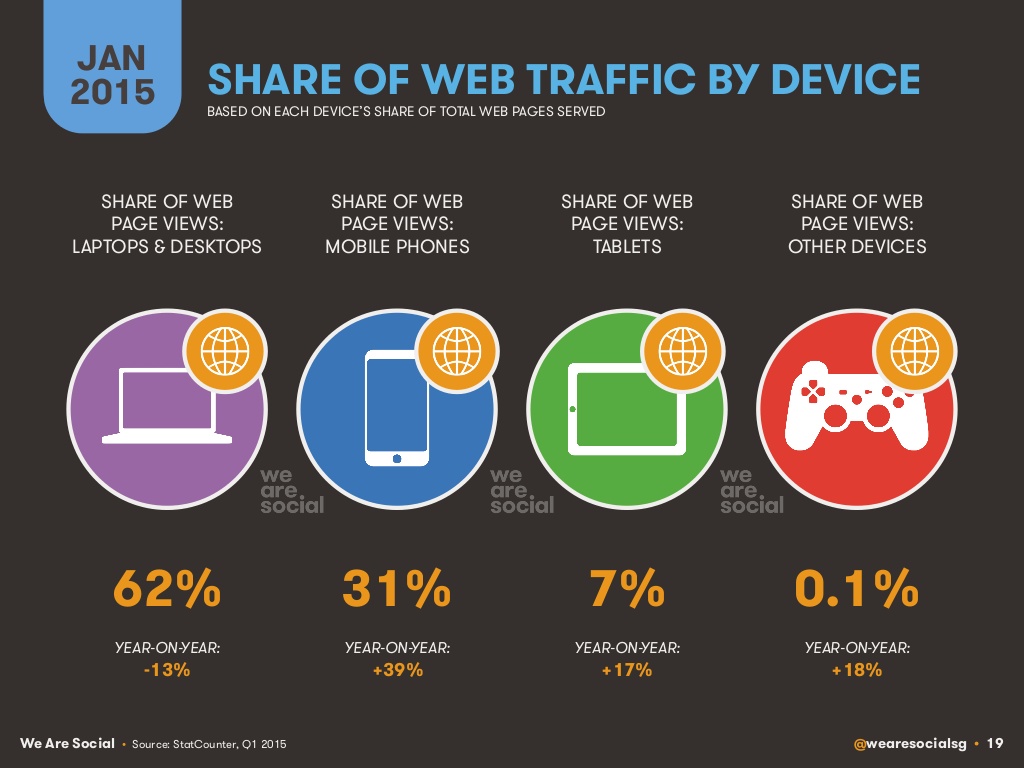 JAN
2015
SHARE OF WEB TRAFFIC BY DEVICE
BASED ON EACH DEVICE'S SHARE OF TOTAL WEB PAGES SERVED
SHARE OF WEB
PAGE VIEWS:
LAPTOPS & DESKTOPS
SHARE OF WEB
PAGE VIEWS:
MOBILE PHONES
SHARE OF WEB
PAGE VIEWS:
TABLETS
SHARE OF WEB
PAGE VIEWS:
OTHER DEVICES
we
are
social
we
are
social
we
are
social
62%
31%
7%
0.1%
YEAR-ON-YEAR:
-13%
YEAR-ON-YEAR:
+39%
YEAR-ON-YEAR:
+17%
YEAR-ON-YEAR:
+18%
We Are Social • Source: StatCounter, Q1 2015
@wearesocialsg • 19